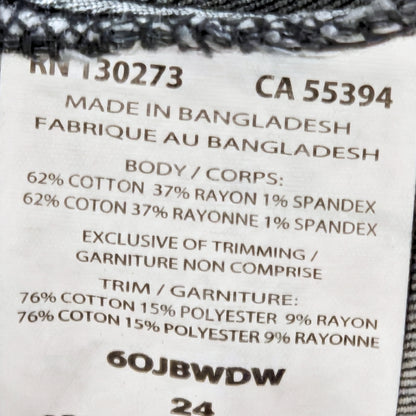 RN 130273 CA 55394
MADE IN BANGLADESH
FABRIQUE AU BANGLADESH
BODY / CORPS:
62% COTTON 37% RAYON 1% SPANDEX
62% COTON 37% RAYONNE 1% SPANDEX
EXCLUSIVE OF TRIMMING /
GARNITURE NON COMPRISE
TRIM / GARNITURE:
76% COTTON 15% POLYESTER 9% RAYON
76% COTON 15% POLYESTER 9% RAYONNE
6OJBWDW
24